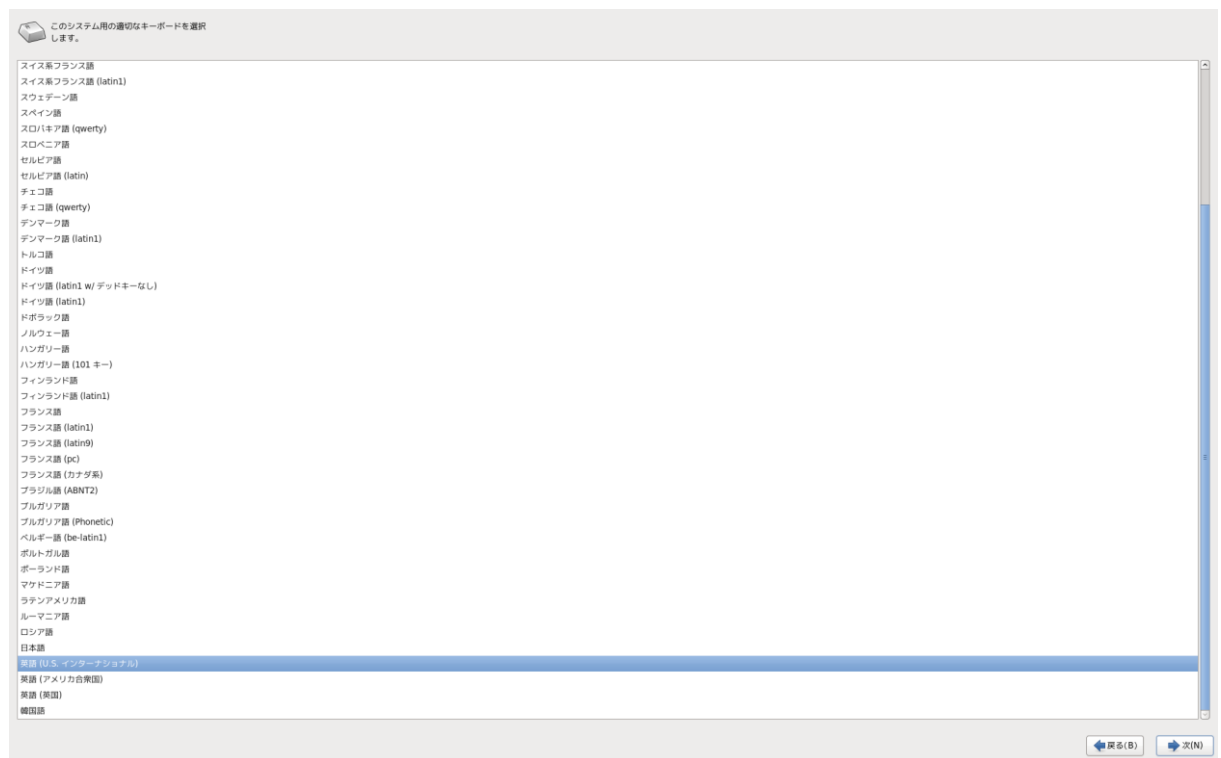 このシステム用の適切なキーボードを選択
します。
スイス系フランス語
スイス系フランス語 (latin1)
スウェデーン語
スペイン語
スロバキア語 (qwerty)
スロベニア語
セルビア語
セルビア語 (latin)
チェコ語
チェコ語 (qwerty)
デンマーク語
デンマーク語 (latin1)
トルコ語
ドイツ語
ドイツ語 (latin1 w/ デッドキーなし)
ドイツ語 (latin1)
ドボラック語
ノルウェー語
ハンガリー語
ハンガリー語 (101 キー)
フィンランド語
フィンランド語 (latin1)
フランス語
フランス語 (latin1)
フランス語 (latin9)
フランス語 (pc)
フランス語 (カナダ系)
ブラジル語 (ABNT2)
ブルガリア語
ブルガリア語 (Phonetic)
ベルギー語 (be-latin1)
ポルトガル語
ポーランド語
マケドニア語
ラテンアメリカ語
ルーマニア語
ロシア語
日本語
英語 (U.S. インターナショナル)
英語 (アメリカ合衆国)
英語 (英国)
韓国語
戻る(B)
次(N)